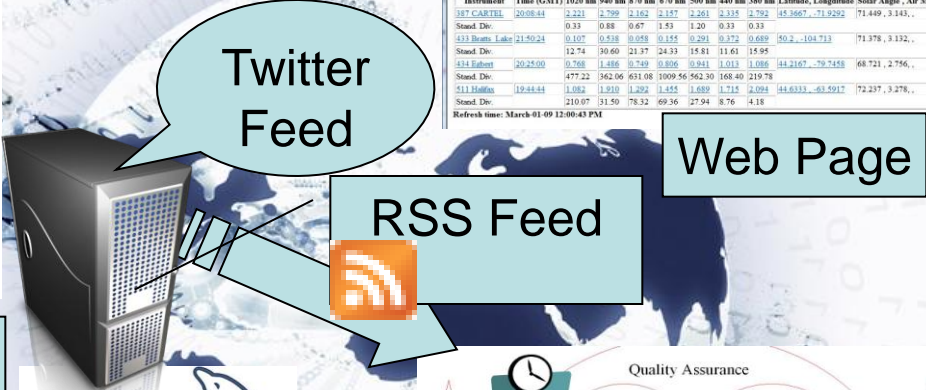 Instrument Time (GMT) 1020 nm 940 nm 870 nm 670 nm 500 nm 440 nm 380 nm Latitude, Longditude Solar Angle , Air M
387 CARTEL 20:08:44 2.221 2.799 2.162 2.157 2.261 2.335 2.792 45.3667 , -71.9292 71.449 , 3.143, ,
Stand. Div. 0.33 0.88 0.67 1.53 1.20 0.33 0.33
433 Bratts_Lake 21:50:24 0.107 0.538 0.058 0.155 0.291 0.372 0.689 50.2 , -104.713 71.378 , 3.132, ,
Stand. Div. 12.74 30.60 21.37 24.33 15.81 11.61 15.95
434 Egbert 20:25:00 0.768 1.486 0.749 0.806 0.941 1.013 1.086 44.2167 , -79.7458 68.721 , 2.756, ,
Stand. Div. 477.22 362.06 631.08 1009.56 562.30 168.40 219.78
511 Halifax 19:44:44 1.082 1.910 1.292 1.455 1.689 1.715 2.094 44.6333 , -63.5917 72.237 , 3.278, ,
Stand. Div. 210.07 31.50 78.32 69.36 27.94 8.76 4.18
Refresh time: March-01-09 12:00:43 PM
Twitter
Feed
Web Page
RSS Feed
Quality Assurance